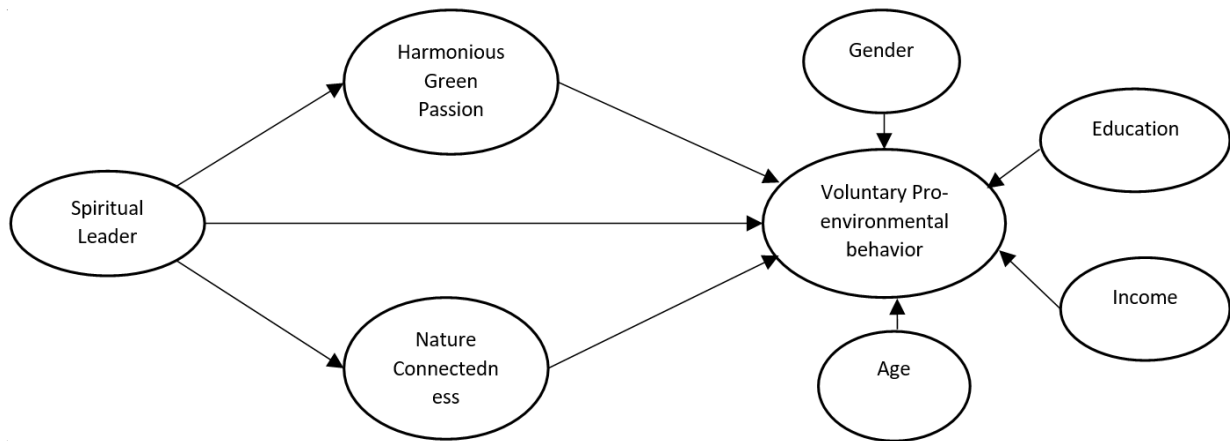 Harmonious
Green
Passion
Gender
Education
Spiritual
Leader
Voluntary Pro-
environmental
behavior
Nature
Connectedn
ess
Age
Income